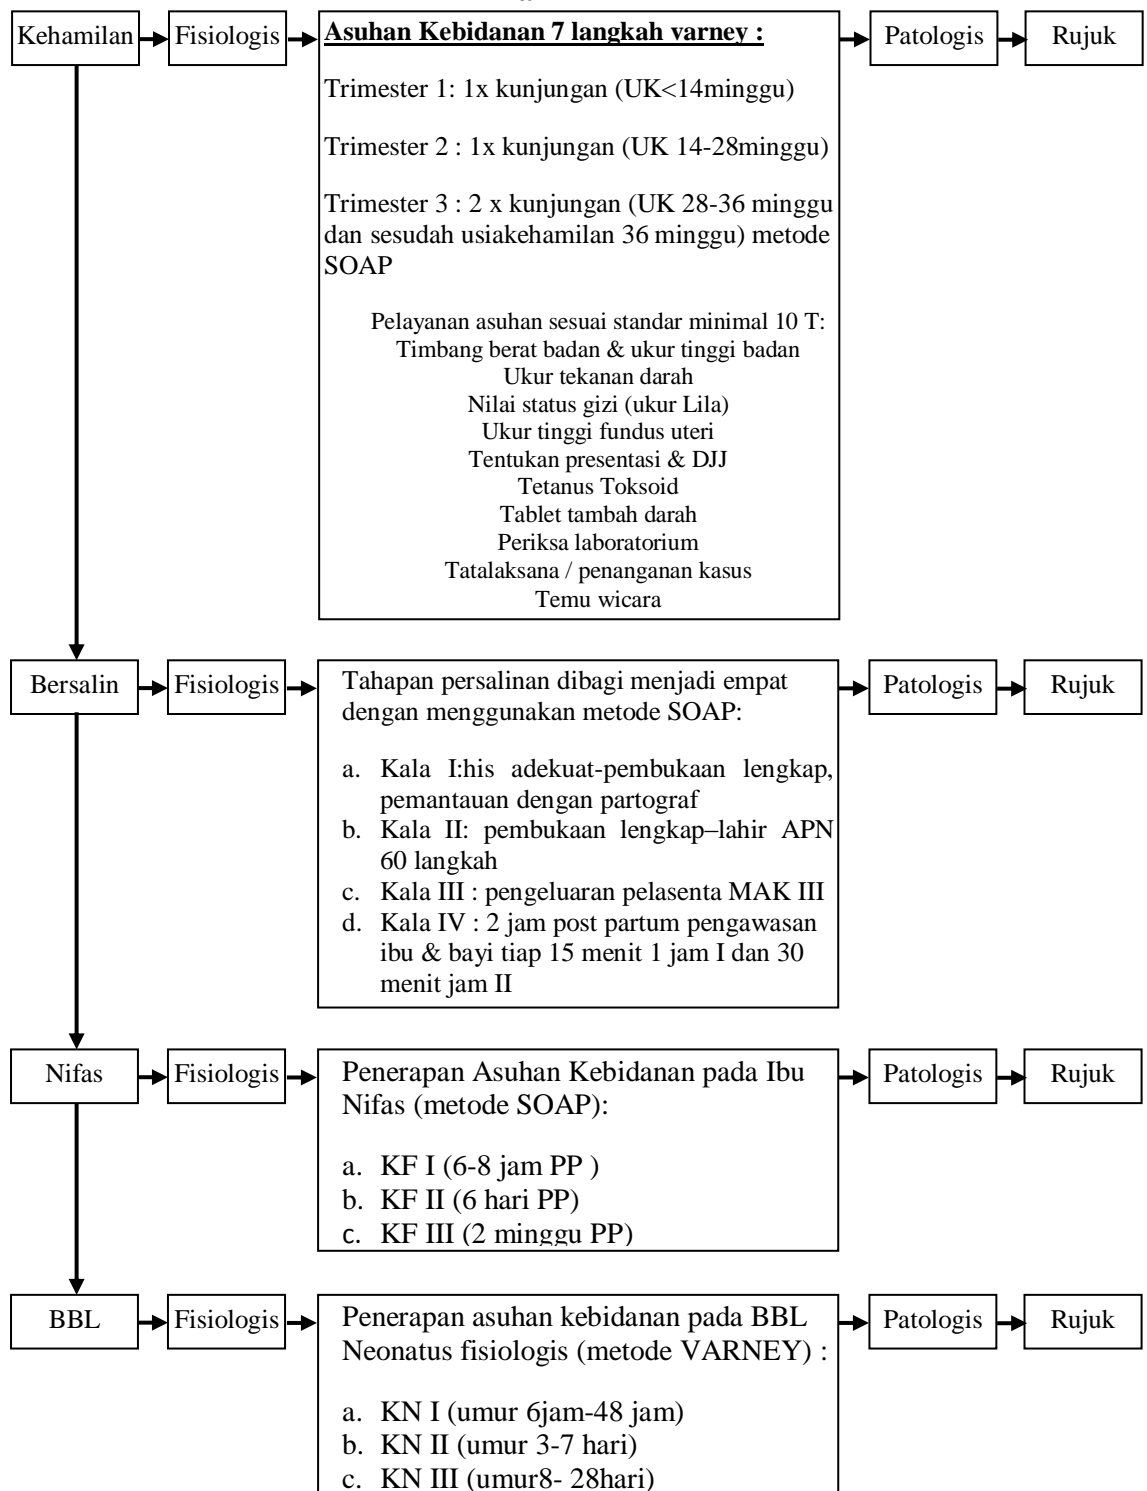 Kehamilan
Fisiologis
Asuhan Kebidanan 7 langkah varney :
Patologis
Rujuk
Trimester 1: 1x kunjungan (UK<14minggu)
Trimester 2 : 1x kunjungan (UK 14-28minggu)
Trimester 3 : 2 x kunjungan (UK 28-36 minggu
dan sesudah usiakehamilan 36 minggu) metode
SOAP
Pelayanan asuhan sesuai standar minimal 10 T:
Timbang berat badan & ukur tinggi badan
Ukur tekanan darah
Nilai status gizi (ukur Lila)
Ukur tinggi fundus uteri
Tentukan presentasi & DJJ
Tetanus Toksoid
Tablet tambah darah
Periksa laboratorium
Tatalaksana / penanganan kasus
Temu wicara
Bersalin
Fisiologis
Tahapan persalinan dibagi menjadi empat
dengan menggunakan metode SOAP:
Patologis
Rujuk
a. Kala I:his adekuat-pembukaan lengkap,
pemantauan dengan partograf
b. Kala II: pembukaan lengkap–lahir APN
60 langkah
c. Kala III : pengeluaran pelasenta MAK III
d. Kala IV : 2 jam post partum pengawasan
ibu & bayi tiap 15 menit 1 jam I dan 30
menit jam II
Nifas
Fisiologis
Penerapan Asuhan Kebidanan pada Ibu
Nifas (metode SOAP):
Patologis
Rujuk
a. KF I (6-8 jam PP )
b. KF II (6 hari PP)
c. KF III (2 minggu PP)
BBL
Fisiologis
Penerapan asuhan kebidanan pada BBL
Neonatus fisiologis (metode VARNEY) :
Patologis
Rujuk
a. KN I (umur 6jam-48 jam)
b. KN II (umur 3-7 hari)
c. KN III (umur8- 28hari)